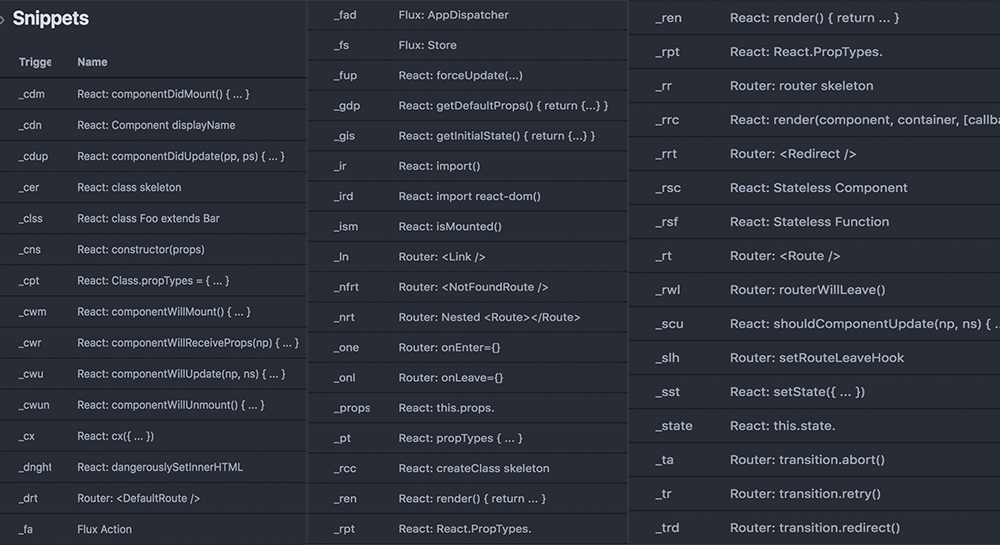 Snippets
Trigge Name
_cdm React: componentDidMount() { ... }
_cdn React: Component displayName
_cdup React: componentDidUpdate(pp, ps) { ... }
_cer React: class skeleton
_clss React: class Foo extends Bar
_cns React: constructor(props)
_cpt React: Class.propTypes = { ... }
_cwm React: componentWillMount() { ... }
_cwr React: componentWillReceiveProps(np) { ... }
_cwu React: componentWillUpdate(np, ns) { ... }
_cwun React: componentWillUnmount() { ... }
_cx React: cx({ ... })
_dnght React: dangerouslySetInnerHTML
_drt Router: <DefaultRoute />
_fa Flux Action
_fad Flux: AppDispatcher
_fs Flux: Store
_fup React: forceUpdate(...)
_gdp React: getDefaultProps() { return {...} }
_gis React: getInitialState() { return {...} }
_ir React: import()
_ird React: import react-dom()
_ism React: isMounted()
_ln Router: <Link />
_nfrt Router: <NotFoundRoute />
_nrt Router: Nested <Route></Route>
_one Router: onEnter={}
_onl Router: onLeave={}
_props React: this.props.
_pt React: propTypes { ... }
_rcc React: createClass skeleton
_ren React: render() { return ... }
_rpt React: React.PropTypes.
_ren React: render() { return ... }
_rpt React: React.PropTypes.
_rr Router: router skeleton
_rrc React: render(component, container, [callba
_rrt Router: <Redirect />
_rsc React: Stateless Component
_rsf React: Stateless Function
_rt Router: <Route />
_rwl Router: routerWillLeave()
_scu React: shouldComponentUpdate(np, ns) { ..
_slh Router: setRouteLeaveHook
_sst React: setState({ ... })
_state React: this.state.
_ta Router: transition.abort()
_tr Router: transition.retry()
_trd Router: transition.redirect()